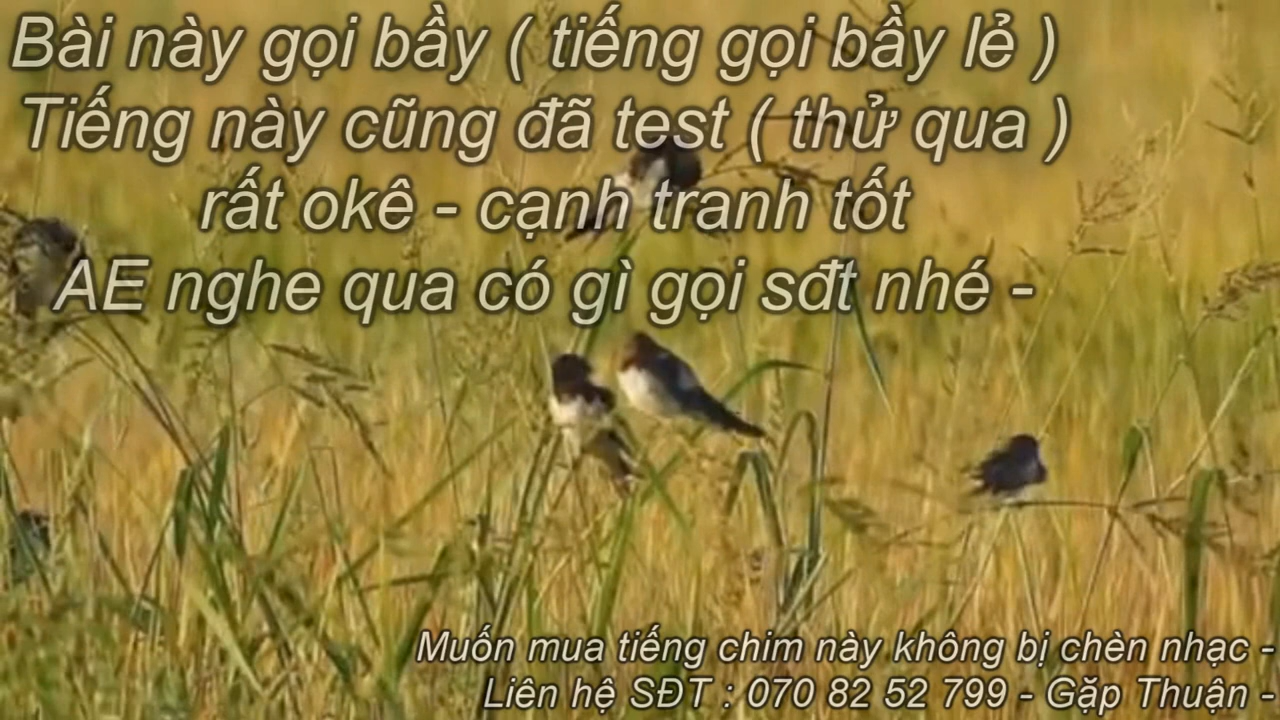 Bài này gọi bầy ( tiếng gọi bầy lẻ )
Tiếng này cũng đã test ( thử qua )
rất okê - cạnh tranh tốt
AE nghe qua có gì gọi sđt nhé -
Muốn mua tiếng chim này không bị chèn nhạc -
Liên hệ SĐT : 070 82 52 799 - Gặp Thuận -